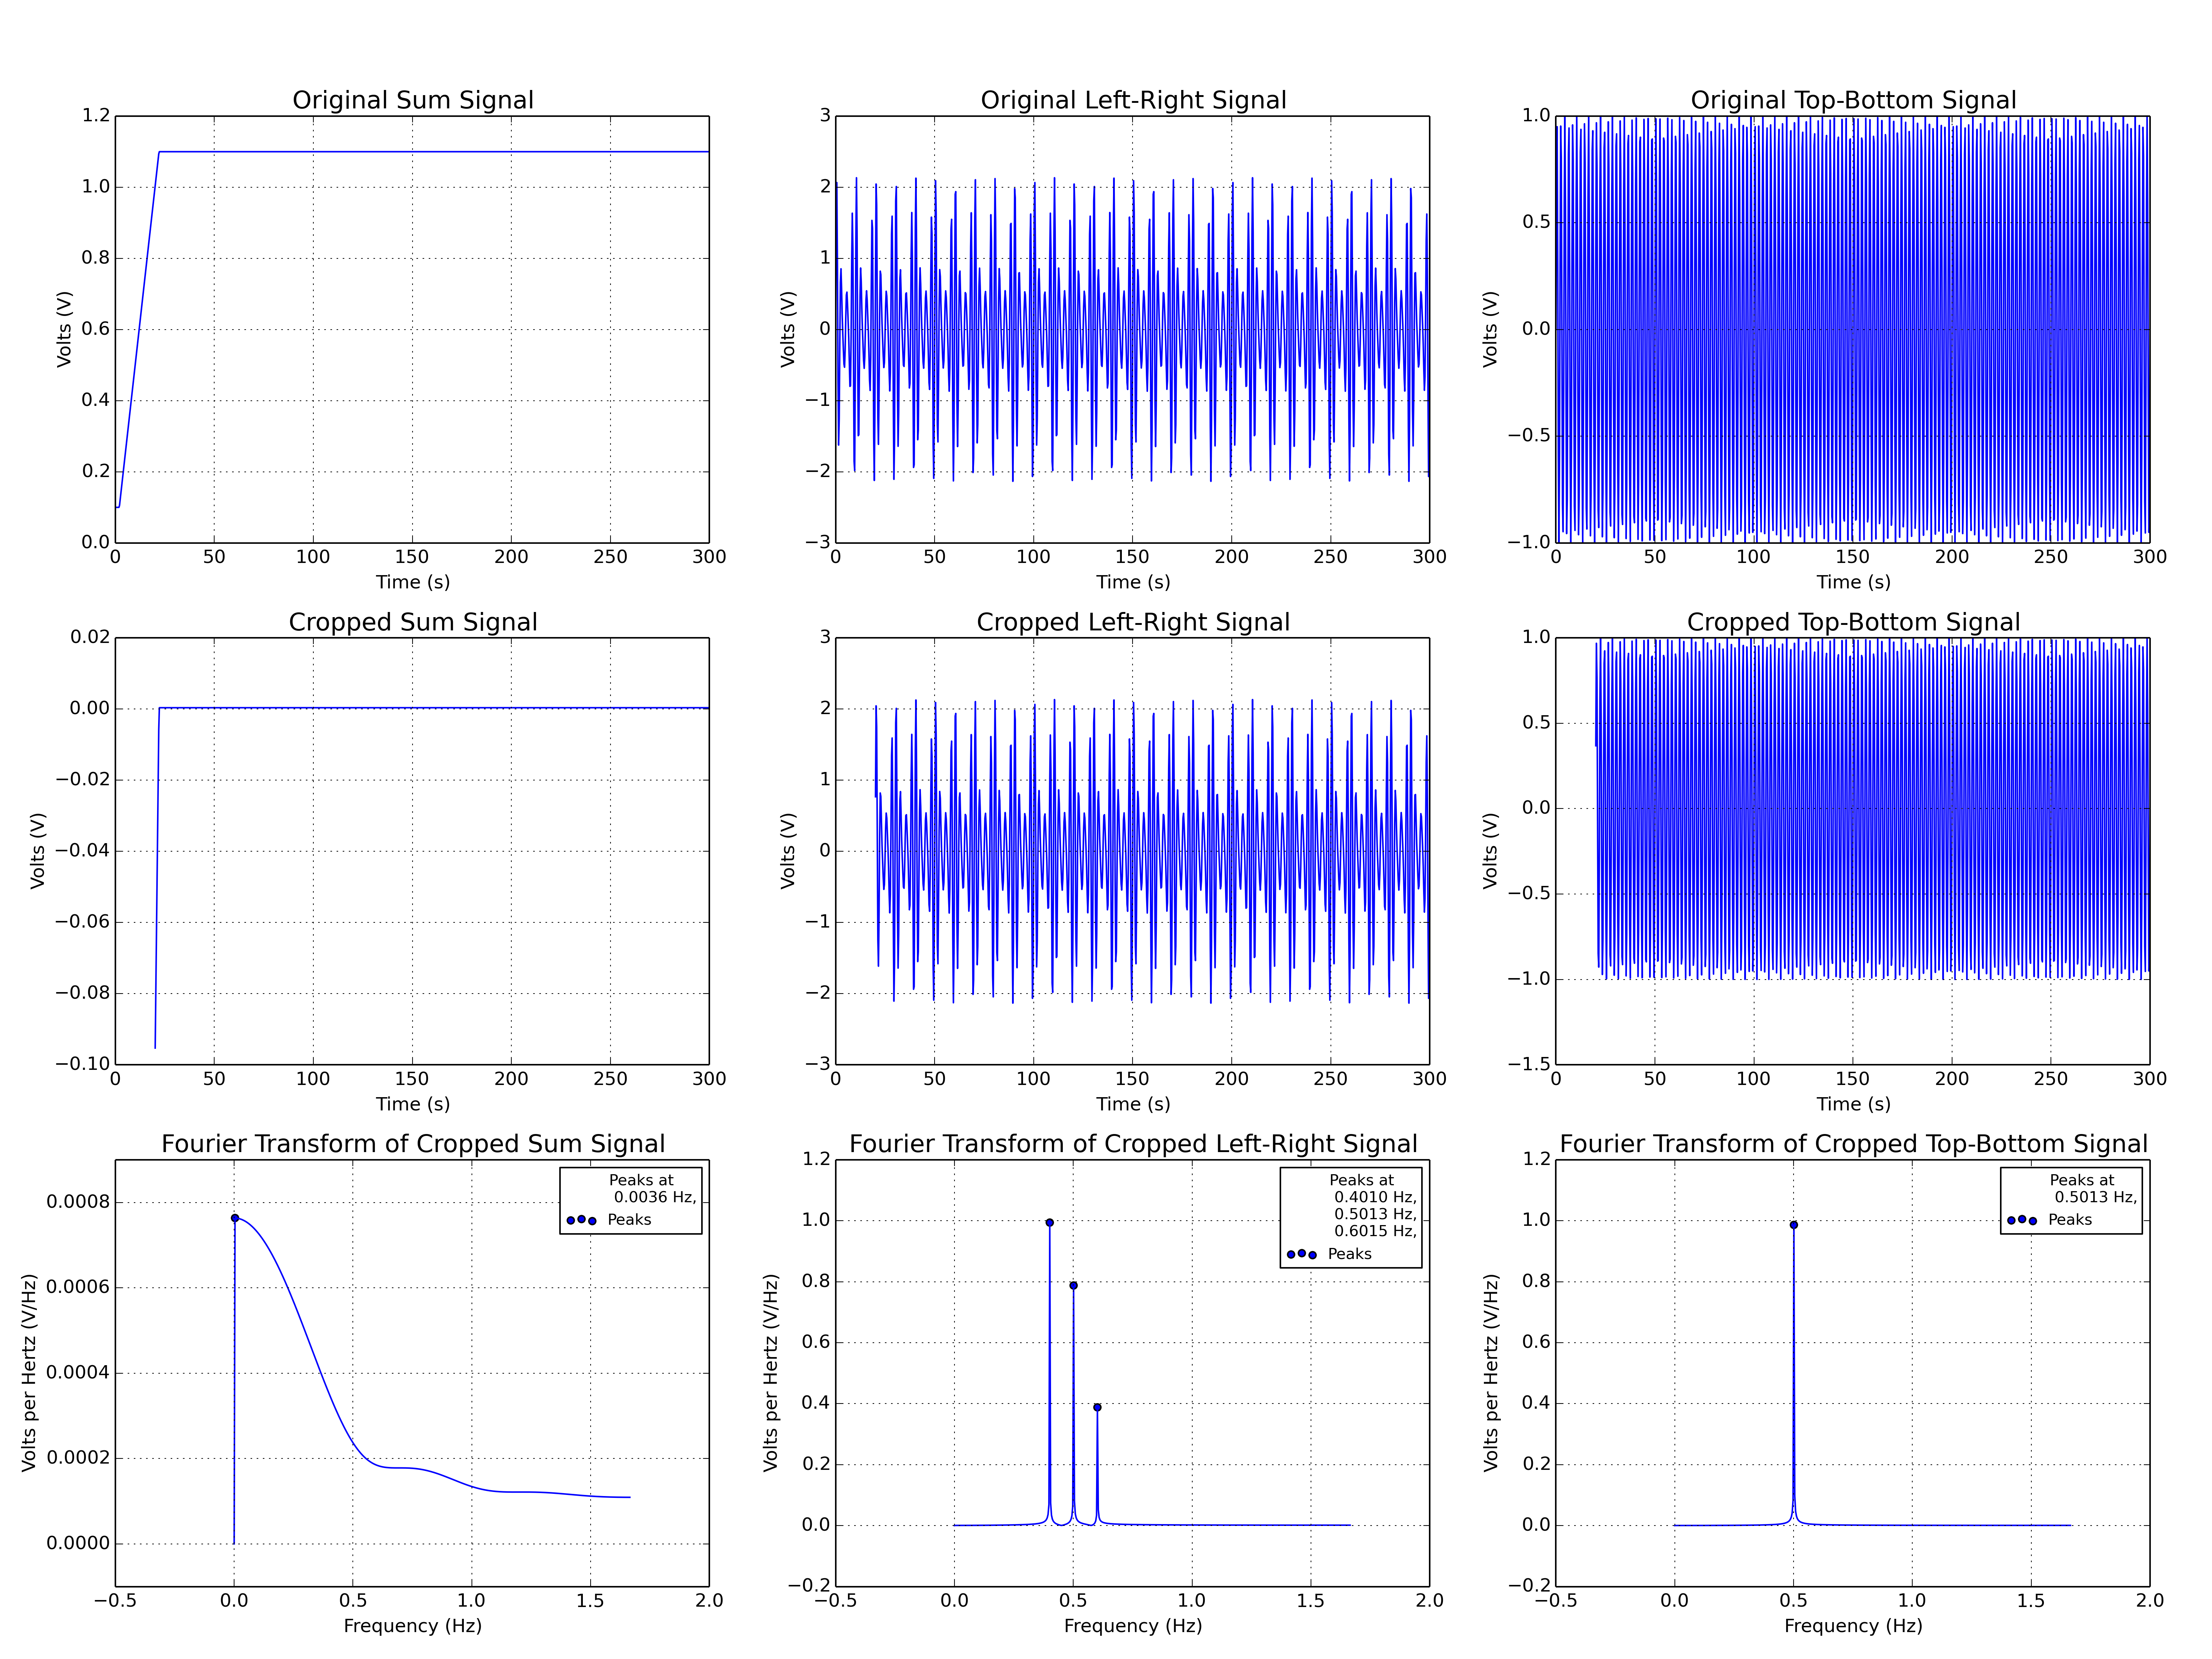 Original Sum Signal
1.2
1.0
0.8
0.6
0.4
0.2
0.0
Volts (V)
0 50 100 150 200 250 300
Time (s)
Original Left-Right Signal
3
2
1
0
−1
−2
−3
Volts (V)
0 50 100 150 200 250 300
Time (s)
Original Top-Bottom Signal
1.0
0.5
0.0
−0.5
−1.0
Volts (V)
0 50 100 150 200 250 300
Time (s)
Cropped Sum Signal
0.02
0.00
−0.02
−0.04
−0.06
−0.08
−0.10
Volts (V)
0 50 100 150 200 250 300
Time (s)
Cropped Left-Right Signal
3
2
1
0
−1
−2
−3
Volts (V)
0 50 100 150 200 250 300
Time (s)
Cropped Top-Bottom Signal
1.0
0.5
0.0
−0.5
−1.0
−1.5
Volts (V)
0 50 100 150 200 250 300
Time (s)
Fourier Transform of Cropped Sum Signal
Peaks at
0.0036 Hz,
Peaks
0.0008
0.0006
0.0004
0.0002
0.0000
Volts per Hertz (V/Hz)
−0.5 0.0 0.5 1.0 1.5 2.0
Frequency (Hz)
Fourier Transform of Cropped Left-Right Signal
Peaks at
0.4010 Hz,
0.5013 Hz,
0.6015 Hz,
Peaks
1.2
1.0
0.8
0.6
0.4
0.2
0.0
−0.2
Volts per Hertz (V/Hz)
−0.5 0.0 0.5 1.0 1.5 2.0
Frequency (Hz)
Fourier Transform of Cropped Top-Bottom Signal
Peaks at
0.5013 Hz,
Peaks
1.2
1.0
0.8
0.6
0.4
0.2
0.0
−0.2
Volts per Hertz (V/Hz)
−0.5 0.0 0.5 1.0 1.5 2.0
Frequency (Hz)